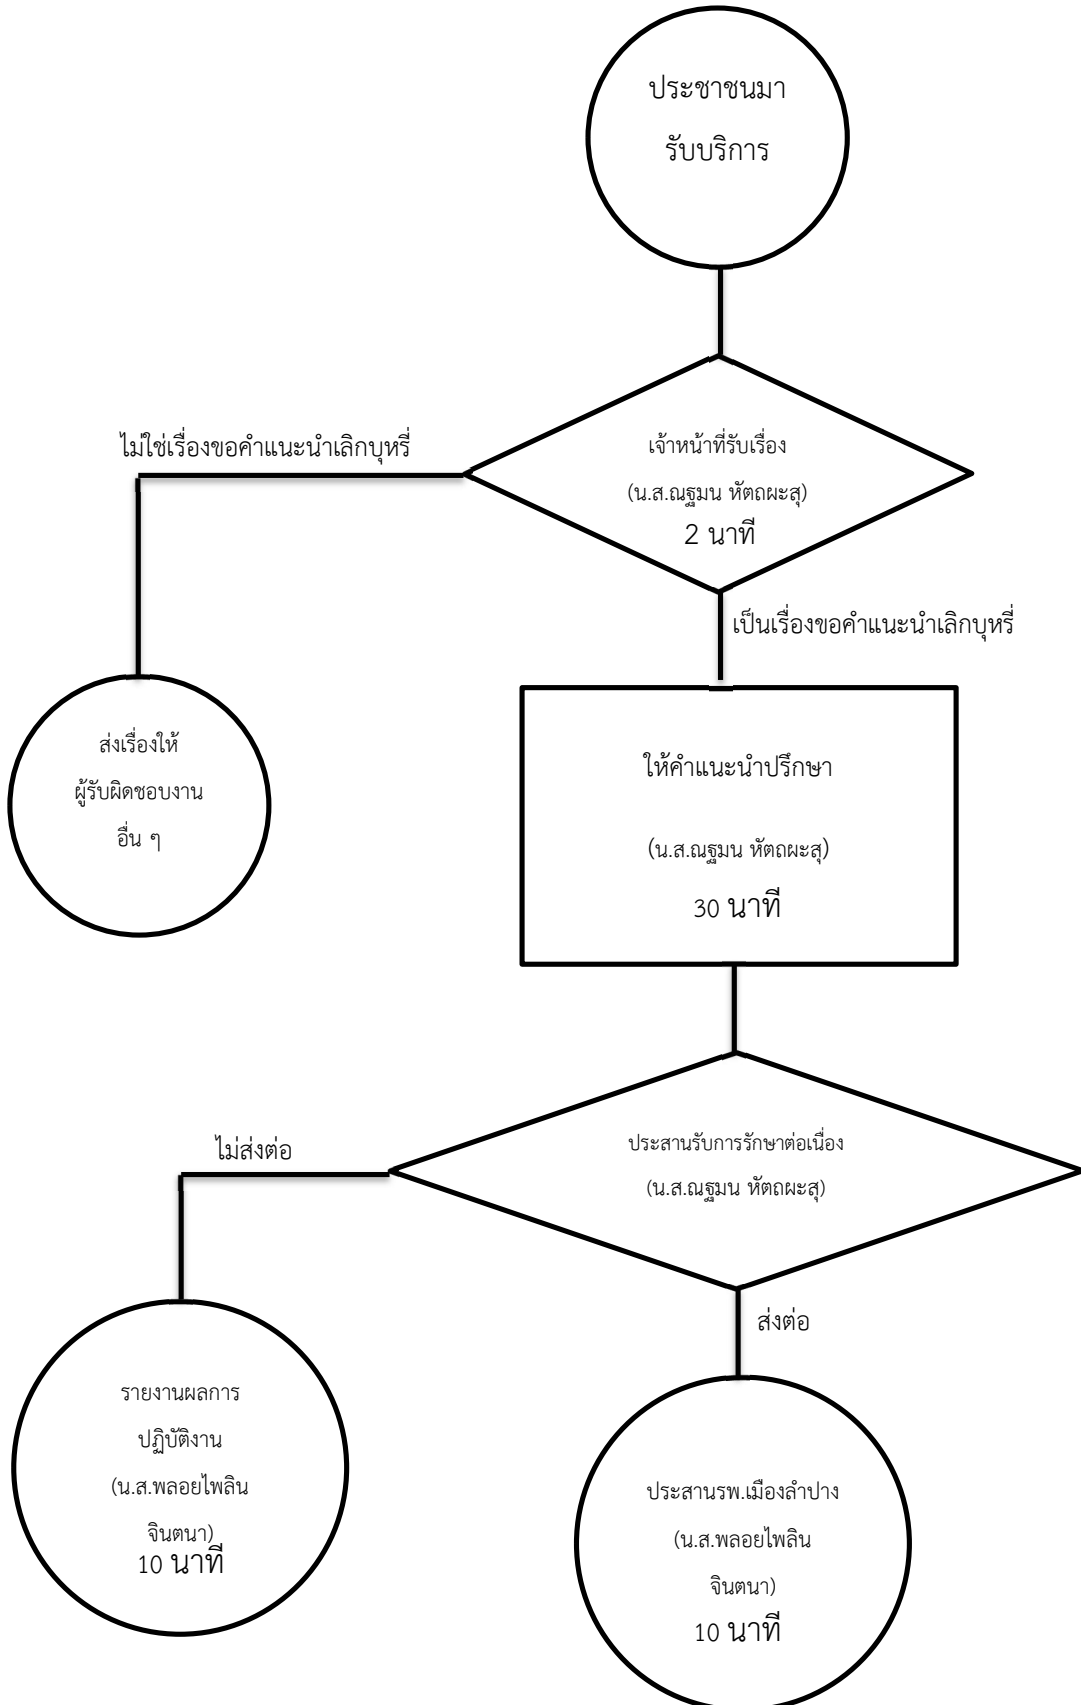 ประชาชนมา
รับบริการ
ไม่ใช่เรื่องขอคำแนะนำเลิกบุหรี่
เจ้าหน้าที่รับเรื่อง
(น.ส.ณฐมน หัตถผะสุ)
2 นาที
เป็นเรื่องขอคำแนะนำเลิกบุหรี่
ส่งเรื่องให้
ผู้รับผิดชอบงาน
อื่น ๆ
ให้คำแนะนำปรึกษา
(น.ส.ณฐมน หัตถผะสุ)
30 นาที
ประสานรับการรักษาต่อเนื่อง
(น.ส.ณฐมน หัตถผะสุ)
ไม่ส่งต่อ
ส่งต่อ
รายงานผลการ
ปฏิบัติงาน
(น.ส.พลอยไพลิน
จินตนา)
10 นาที
ประสานรพ.เมืองลำปาง
(น.ส.พลอยไพลิน
จินตนา)
10 นาที